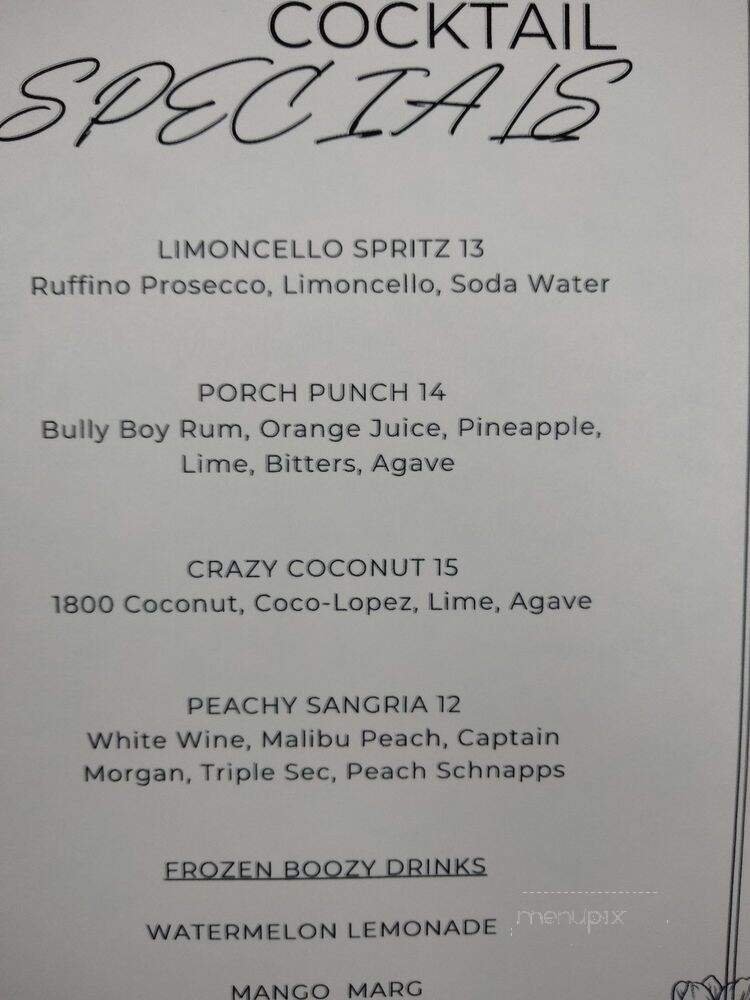 COCKTAIL
SPECIALS
LIMONCELLO SPRITZ 13
Ruffino Prosecco, Limoncello, Soda Water
PORCH PUNCH 14
Bully Boy Rum, Orange Juice, Pineapple,
Lime, Bitters, Agave
CRAZY COCONUT 15
1800 Coconut, Coco-Lopez, Lime, Agave
PEACHY SANGRIA 12
White Wine, Malibu Peach, Captain
Morgan, Triple Sec, Peach Schnapps
FROZEN BOOZY DRINKS
WATERMELON LEMONADE
menupix
MANGO MARG